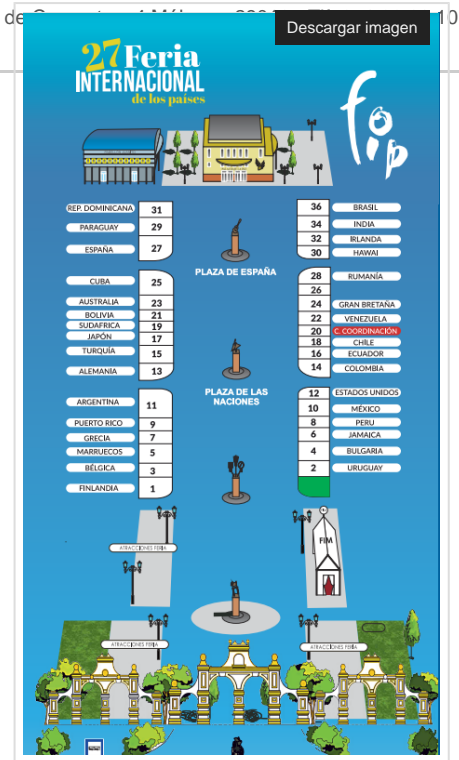 Descargar imagen
10
27 Feria
INTERNACIONAL
de los países
foip
REP. DOMINICANA 31
PARAGUAY 29
ESPAÑA 27
36 BRASIL
34 INDIA
32 IRLANDA
30 HAWAI
PLAZA DE ESPAÑA
CUBA 25
AUSTRALIA 23
BOLIVIA 21
SUDAFRICA 19
JAPÓN 17
TURQUÍA 15
ALEMANIA 13
28 RUMANÍA
26
24 GRAN BRETAÑA
22 VENEZUELA
20 C. COORDINACIÓN
18 CHILE
16 ECUADOR
14 COLOMBIA
PLAZA DE LAS
NACIONES
ARGENTINA 11
PUERTO RICO 9
GRECIA 7
MARRUECOS 5
BÉLGICA 3
FINLANDIA 1
12 ESTADOS UNIDOS
10 MÉXICO
8 PERU
6 JAMAICA
4 BULGARIA
2 URUGUAY
ATRACCIONES FERIA
FIM
ATRACCIONES FERIA
ATRACCIONES FERIA